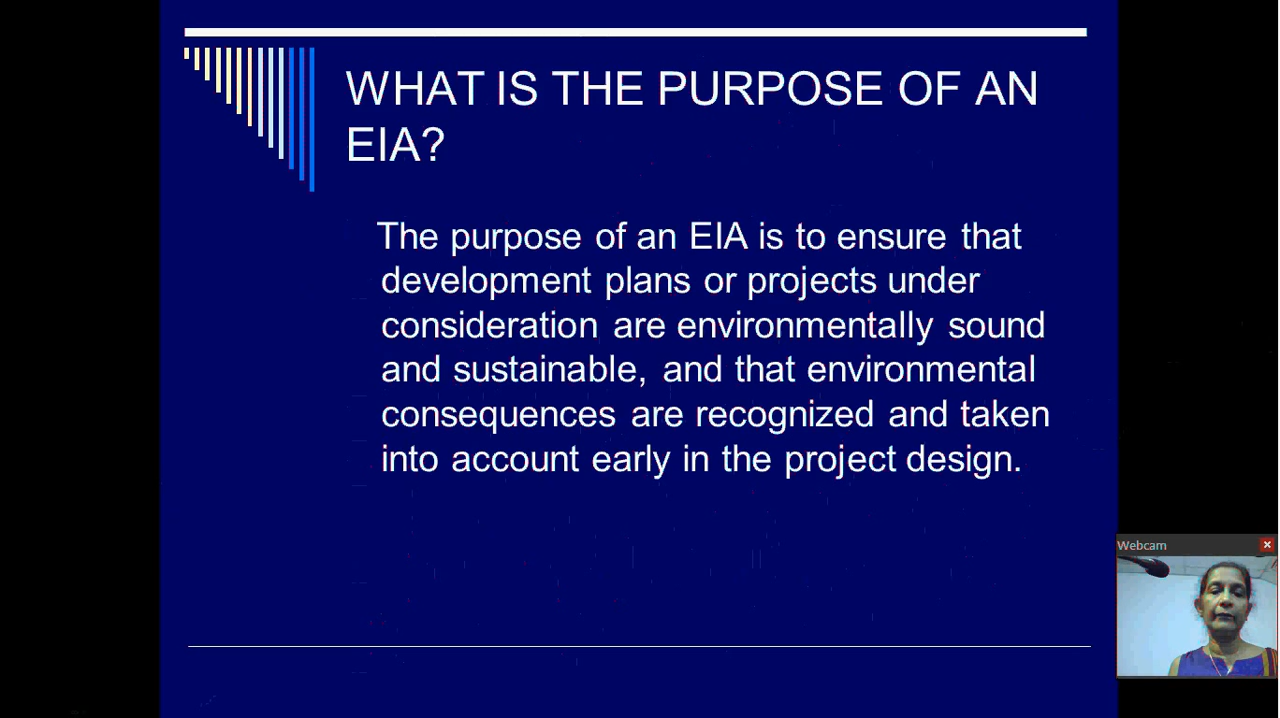 WHAT IS THE PURPOSE OF AN
EIA?
The purpose of an EIA is to ensure that
development plans or projects under
consideration are environmentally sound
and sustainable, and that environmental
consequences are recognized and taken
into account early in the project design.
Webcam